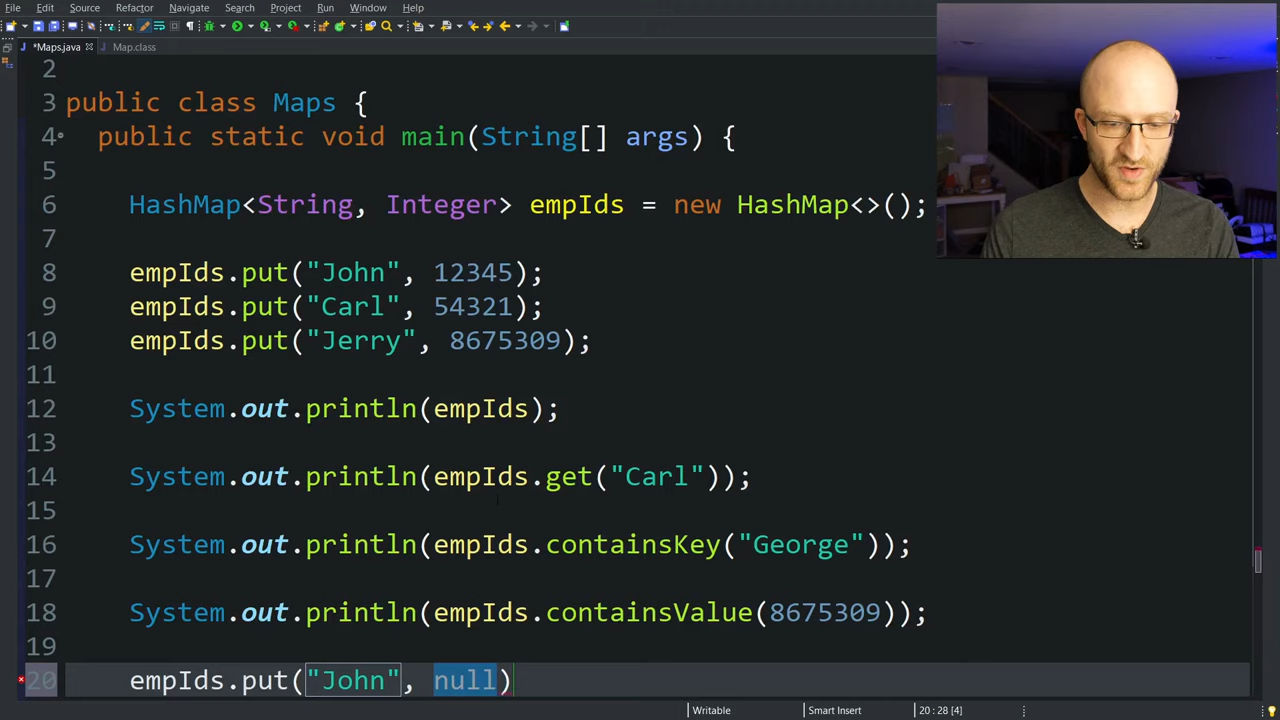 File Edit Source Refactor Navigate Search Project Run Window Help
*Maps.java Map.class
2
3 public class Maps {
4 public static void main(String[] args) {
5
6 HashMap<String, Integer> empIds = new HashMap<>();
7
8 empIds.put("John", 12345);
9 empIds.put("Carl", 54321);
10 empIds.put("Jerry", 8675309);
11
12 System.out.println(empIds);
13
14 System.out.println(empIds.get("Carl"));
15
16 System.out.println(empIds.containsKey("George"));
17
18 System.out.println(empIds.containsValue(8675309));
19
20 empIds.put("John", null)
Writable Smart Insert 20 : 28 [4]